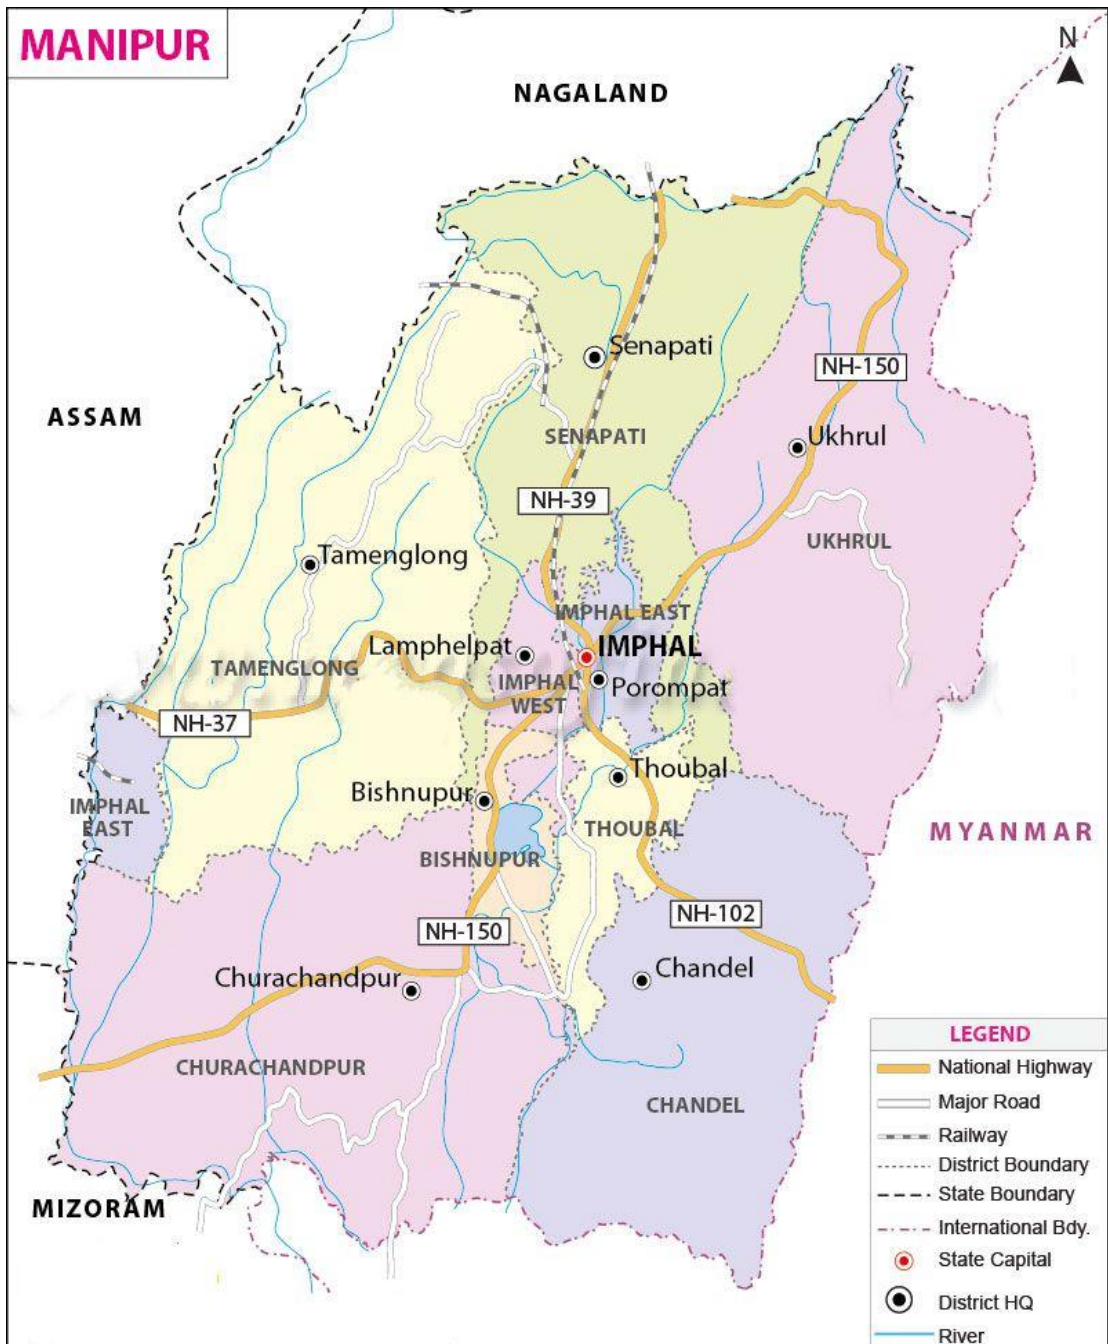 MANIPUR
N
NAGALAND
Senapati
NH-150
ASSAM
SENAPATI
Ukhrul
NH-39
UKHRUL
Tamenglong
IMPHAL EAST
Lamphelpat
IMPHAL
TAMENGLONG
IMPHAL
WEST
Porompat
NH-37
Thoubal
Bishnupur
IMPHAL
EAST
THOUBAL
MYANMAR
BISHNUPUR
NH-102
NH-150
Chandel
Churachandpur
CHURACHANDPUR
CHANDEL
MIZORAM
LEGEND
National Highway
Major Road
Railway
District Boundary
State Boundary
International Bdy.
State Capital
District HQ
River